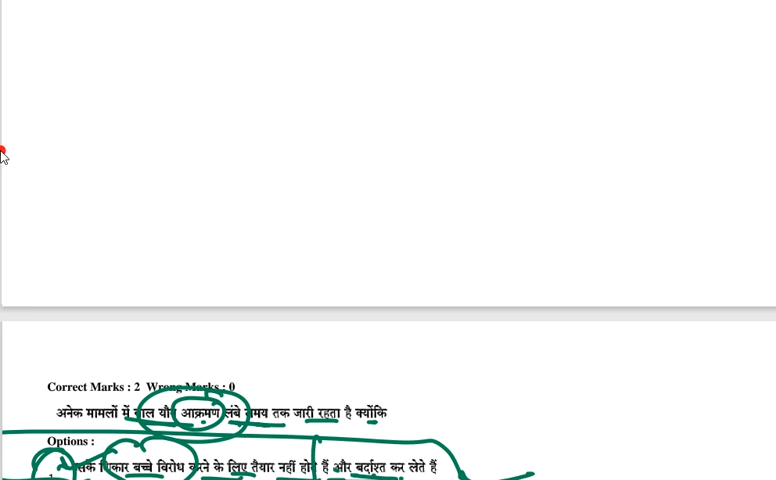 Correct Marks : 2 Wrong Marks : 0
अनेक मामलों में बाल यौन आक्रमण लंबे समय तक जारी रहता है क्योंकि
Options :
इसके शिकार बच्चे विरोध करने के लिए तैयार नहीं होते हैं और बर्दाश्त कर लेते हैं